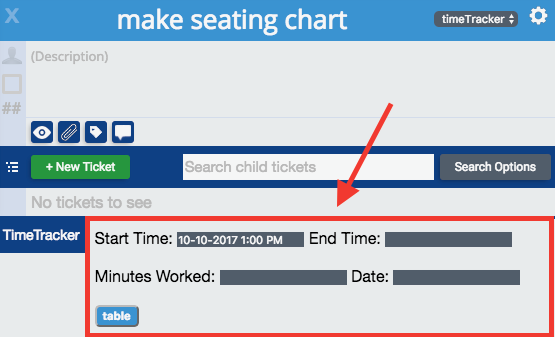 X make seating chart timeTracker
(Description)
##
+ New Ticket Search child tickets Search Options
No tickets to see
TimeTracker Start Time: 10-10-2017 1:00 PM End Time:
Minutes Worked: Date:
table